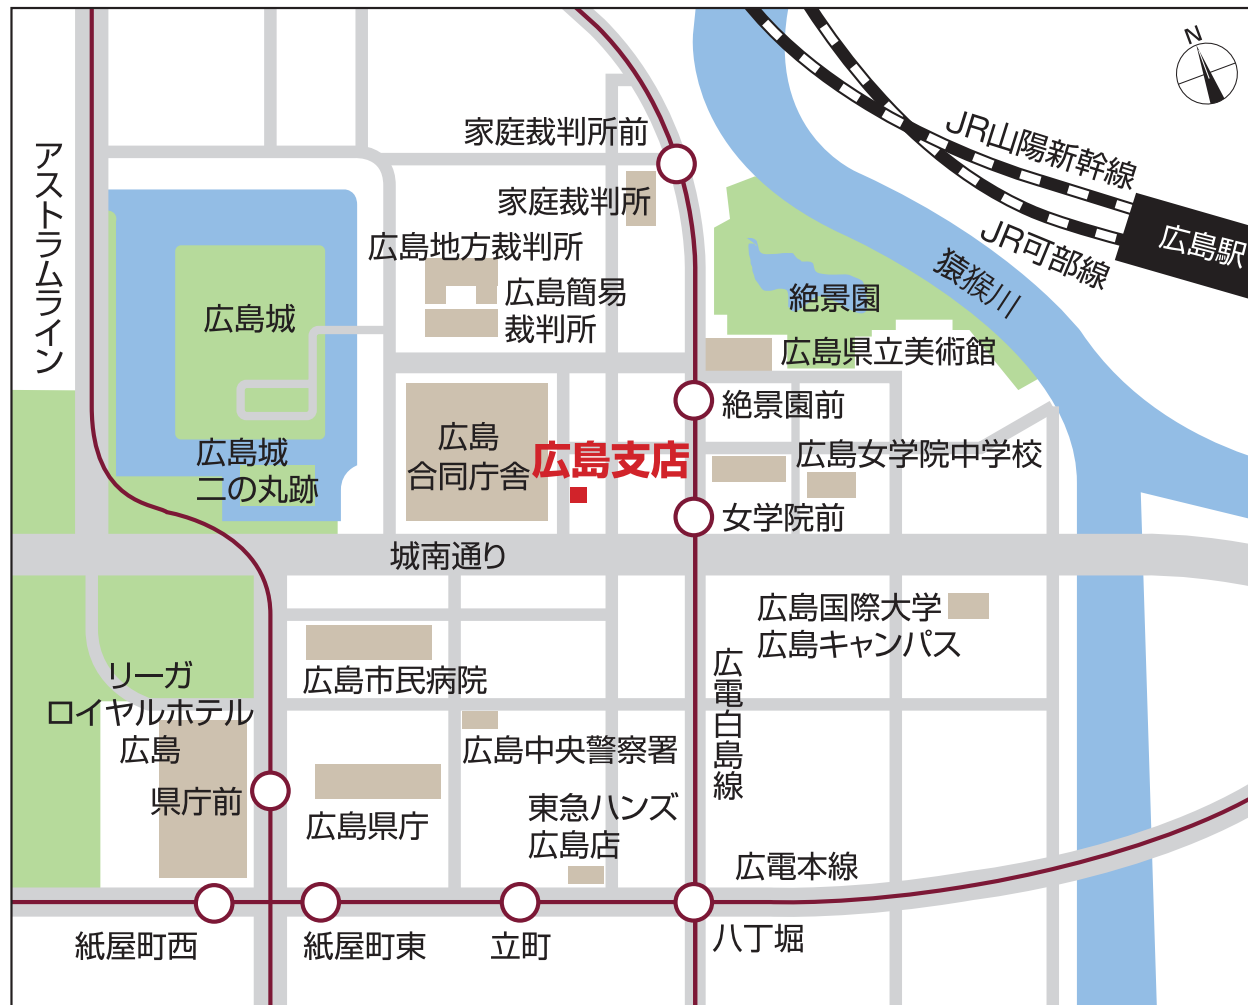 N
家庭裁判所前
JR山陽新幹線
アストラムライン
家庭裁判所
広島駅
JR可部線
広島地方裁判所
猿猴川
広島簡易
裁判所
絶景園
広島城
広島県立美術館
絶景園前
広島
合同庁舎
広島支店
広島城
二の丸跡
広島女学院中学校
女学院前
城南通り
広島国際大学
広島キャンパス
広島市民病院
広電白島線
リーガ
ロイヤルホテル
広島
広島中央警察署
県庁前
広島県庁
東急ハンズ
広島店
広電本線
紙屋町西
紙屋町東
立町
八丁堀